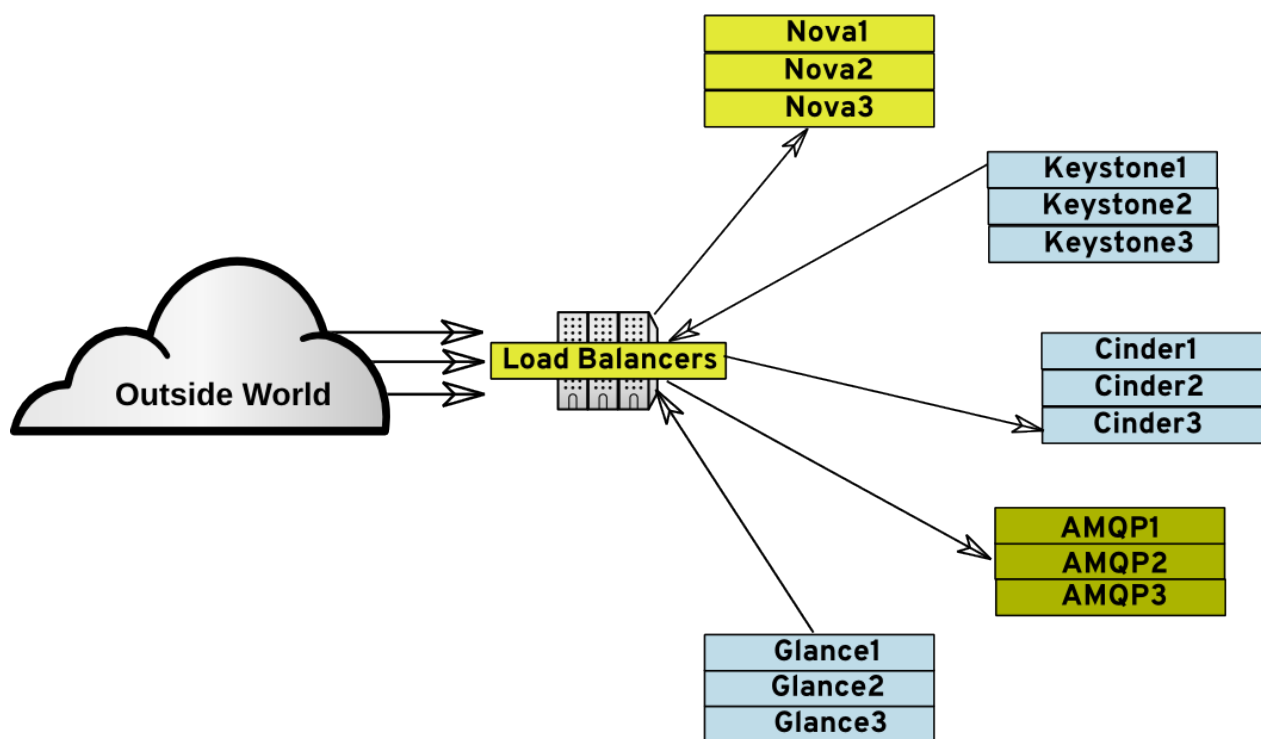 Nova1
Nova2
Nova3
Keystone1
Keystone2
Keystone3
Outside World
Load Balancers
Cinder1
Cinder2
Cinder3
AMQP1
AMQP2
AMQP3
Glance1
Glance2
Glance3